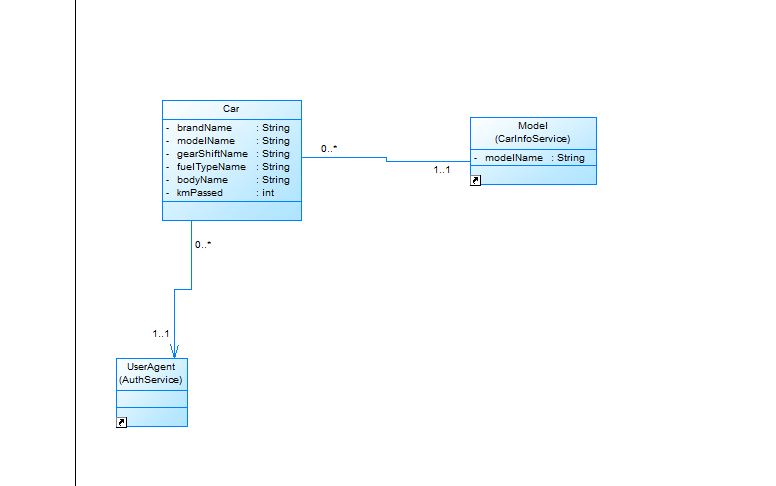 Car
- brandName : String
- modelName : String
- gearShiftName : String
- fuelTypeName : String
- bodyName : String
- kmPassed : int
0..*
1..1
Model
(CarInfoService)
- modelName : String
0..*
1..1
UserAgent
(AuthService)